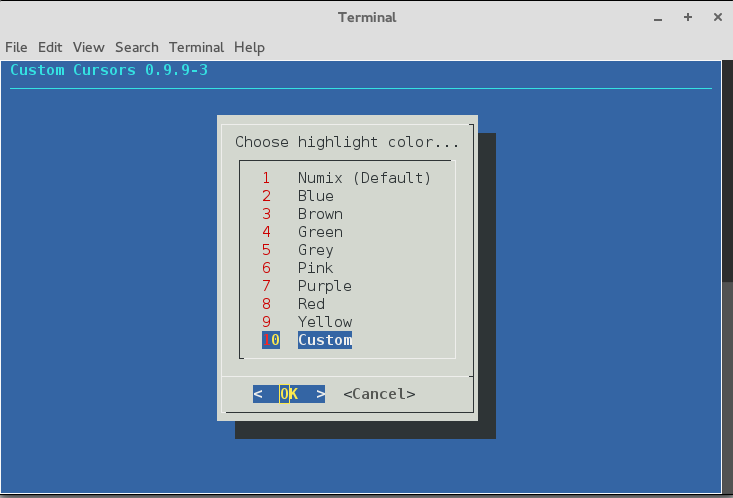 Terminal
File Edit View Search Terminal Help
Custom Cursors 0.9.9-3
Choose highlight color...
1 Numix (Default)
2 Blue
3 Brown
4 Green
5 Grey
6 Pink
7 Purple
8 Red
9 Yellow
10 Custom
< OK > <Cancel>